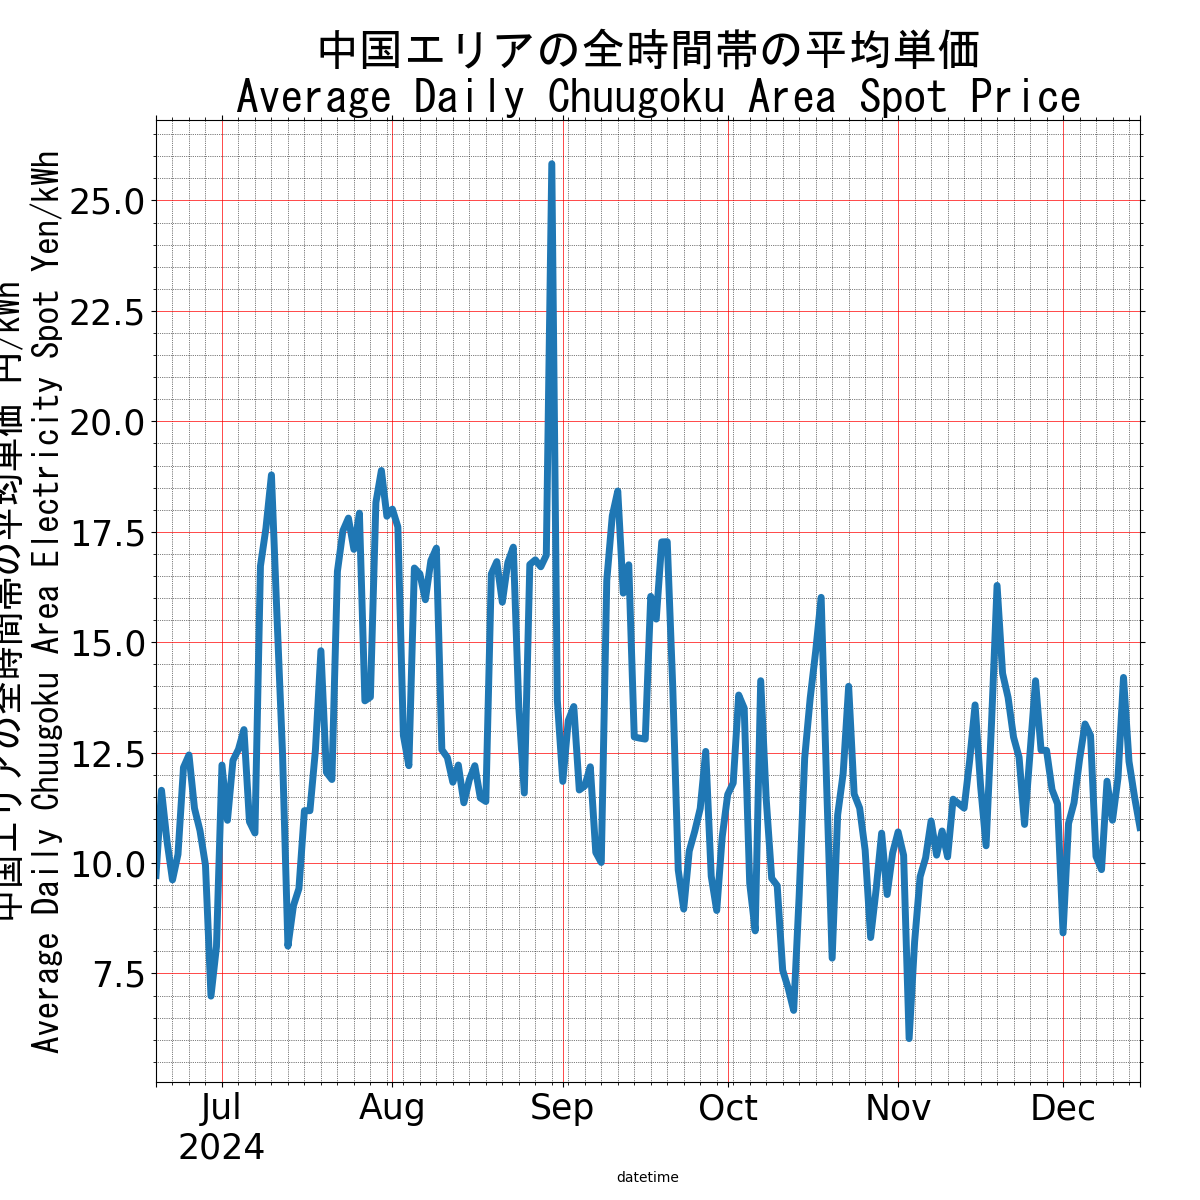 中国エリアの全時間帯の平均単価
Average Daily Chuugoku Area Spot Price
中国エリアの全時間帯の平均単価 円/kWh
Average Daily Chuugoku Area Electricity Spot Yen/kWh
25.0
22.5
20.0
17.5
15.0
12.5
10.0
7.5
Jul Aug Sep Oct Nov Dec
2024
datetime